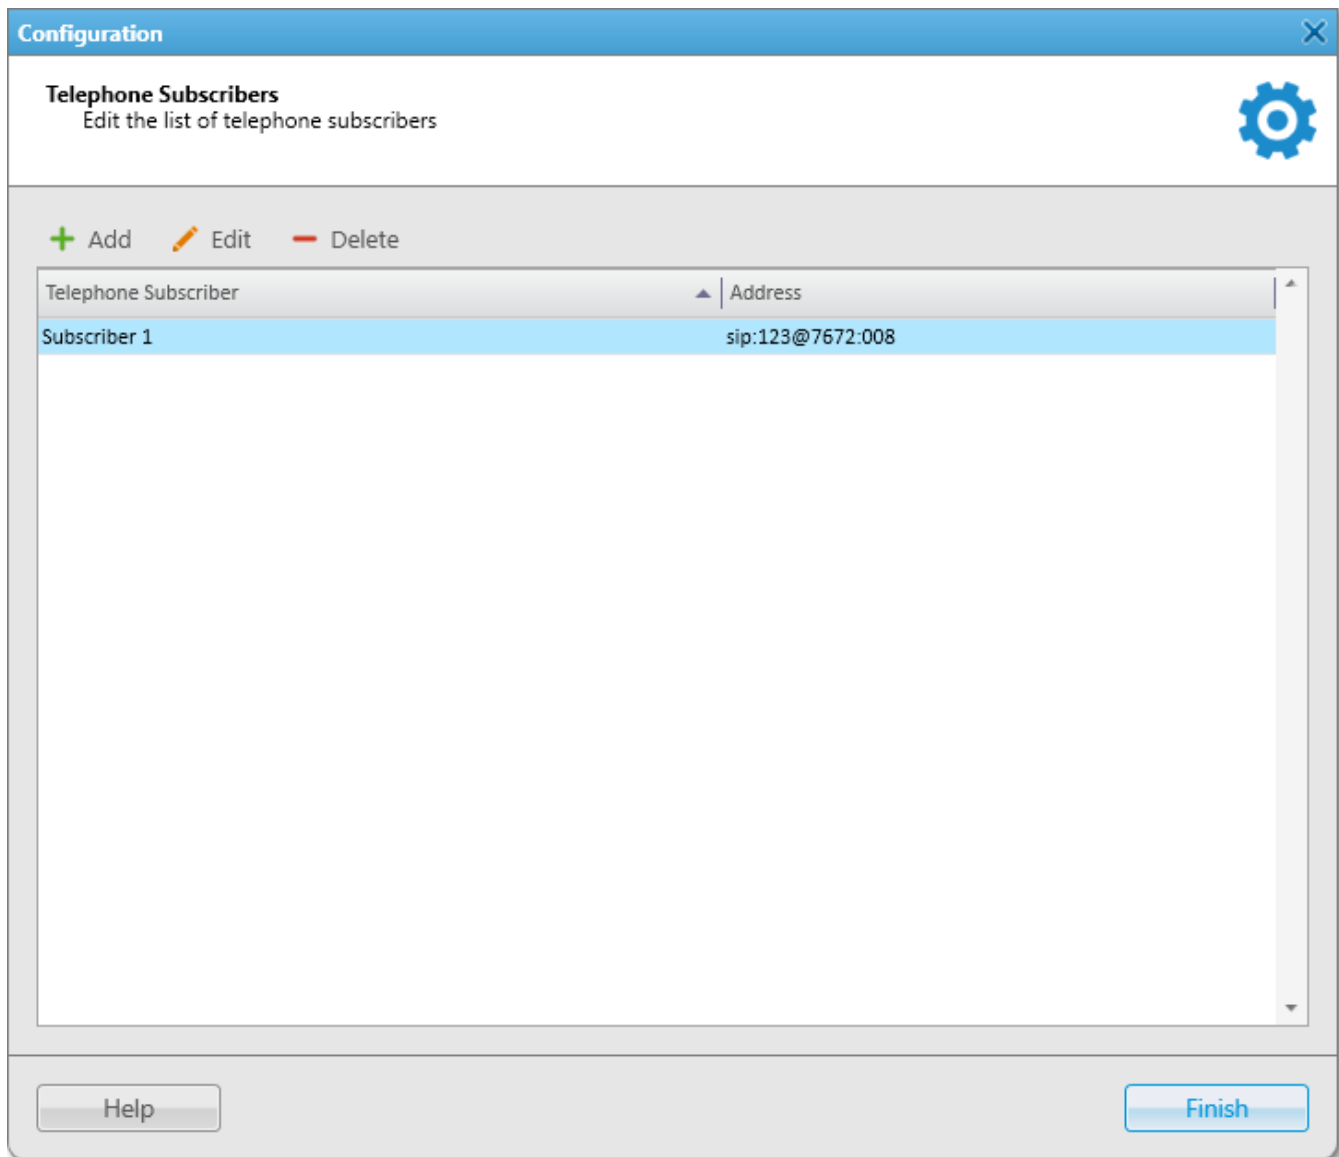 Configuration
Telephone Subscribers
Edit the list of telephone subscribers
Add Edit Delete
Telephone Subscriber Address
Subscriber 1 sip:123@7672:008
Help Finish